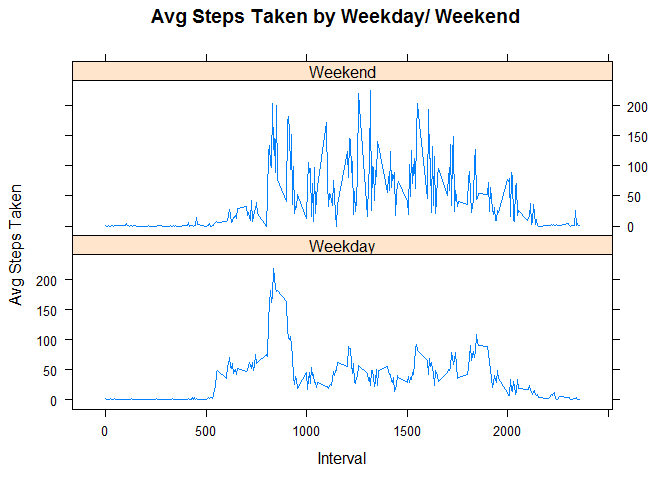 Avg Steps Taken by Weekday/ Weekend
Weekend
200
150
100
50
0
Weekday
200
150
100
50
0
Avg Steps Taken
0 500 1000 1500 2000
Interval